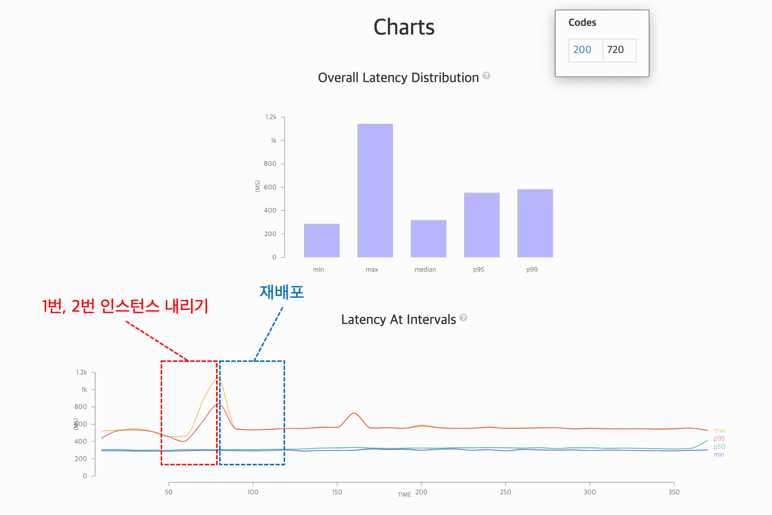 Charts
Codes
200 720
Overall Latency Distribution ?
1.2k
1k
800
600
400
200
0
(MS)
min max median p95 p99
1번, 2번 인스턴스 내리기
재배포
Latency At Intervals ?
1.2k
1k
800
600
400
200
0
(MS)
max
p95
p50
min
50 100 150 200 250 300 350
TIME